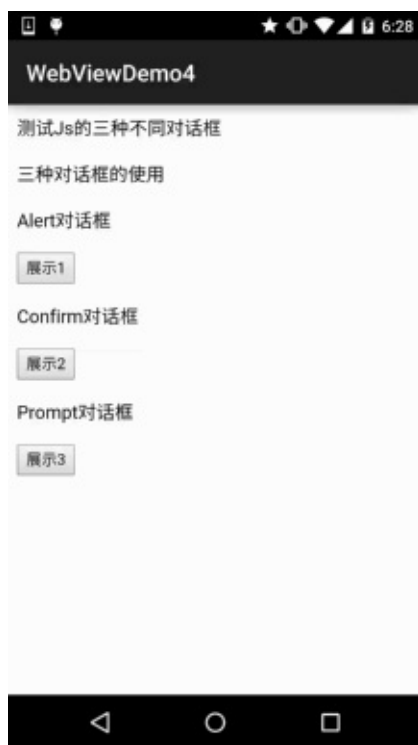 6:28
WebViewDemo4
测试Js的三种不同对话框
三种对话框的使用
Alert对话框
展示1
Confirm对话框
展示2
Prompt对话框
展示3